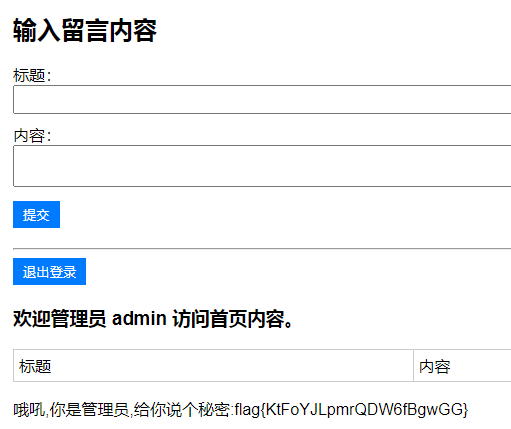 输入留言内容
标题:
内容:
提交
退出登录
欢迎管理员 admin 访问首页内容。
标题 内容
哦吼,你是管理员,给你说个秘密:flag{KtFoYJLpmrQDW6fBgwGG}